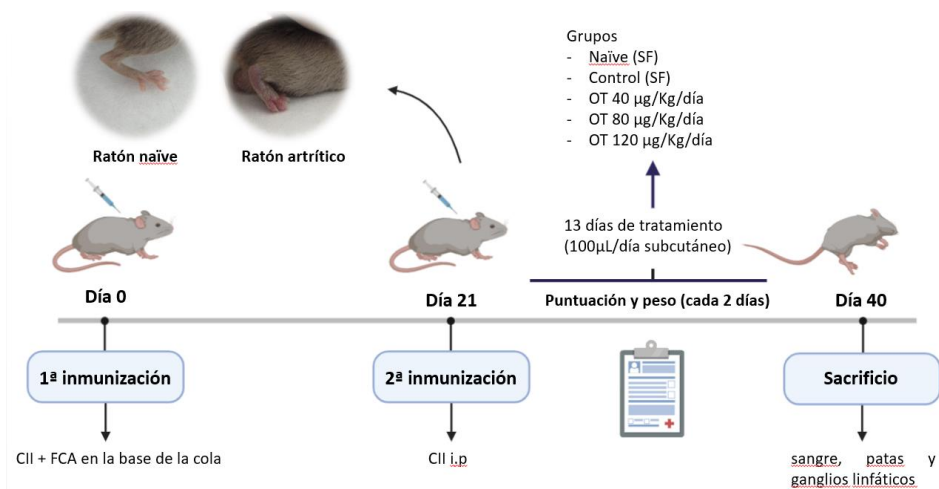 Grupos
- Naïve (SF)
- Control (SF)
- OT 40 µg/Kg/día
- OT 80 µg/Kg/día
- OT 120 µg/Kg/día
Ratón naïve
Ratón artrítico
13 días de tratamiento
(100µL/día subcutáneo)
Día 0
Día 21
Puntuación y peso (cada 2 días)
Día 40
1ª inmunización
2ª inmunización
Sacrificio
CII + FCA en la base de la cola
CII i.p
sangre, patas y
ganglios linfáticos